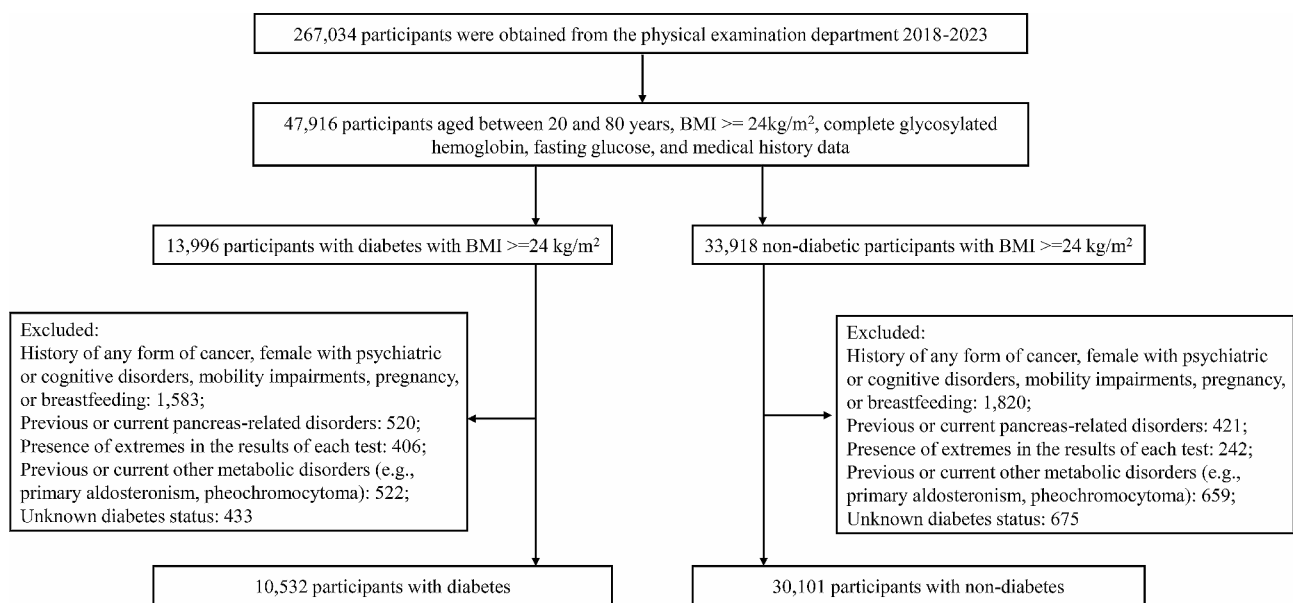 267,034 participants were obtained from the physical examination department 2018-2023
47,916 participants aged between 20 and 80 years, BMI >= 24kg/m², complete glycosylated
hemoglobin, fasting glucose, and medical history data
13,996 participants with diabetes with BMI >=24 kg/m²
33,918 non-diabetic participants with BMI >=24 kg/m²
Excluded:
History of any form of cancer, female with psychiatric
or cognitive disorders, mobility impairments, pregnancy,
or breastfeeding: 1,583;
Previous or current pancreas-related disorders: 520;
Presence of extremes in the results of each test: 406;
Previous or current other metabolic disorders (e.g.,
primary aldosteronism, pheochromocytoma): 522;
Unknown diabetes status: 433
Excluded:
History of any form of cancer, female with psychiatric
or cognitive disorders, mobility impairments, pregnancy,
or breastfeeding: 1,820;
Previous or current pancreas-related disorders: 421;
Presence of extremes in the results of each test: 242;
Previous or current other metabolic disorders (e.g.,
primary aldosteronism, pheochromocytoma): 659;
Unknown diabetes status: 675
10,532 participants with diabetes
30,101 participants with non-diabetes